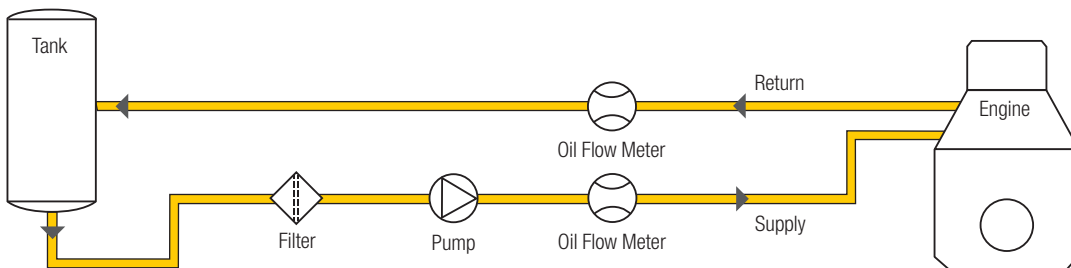 Tank
Return
Engine
Oil Flow Meter
Filter
Pump
Oil Flow Meter
Supply